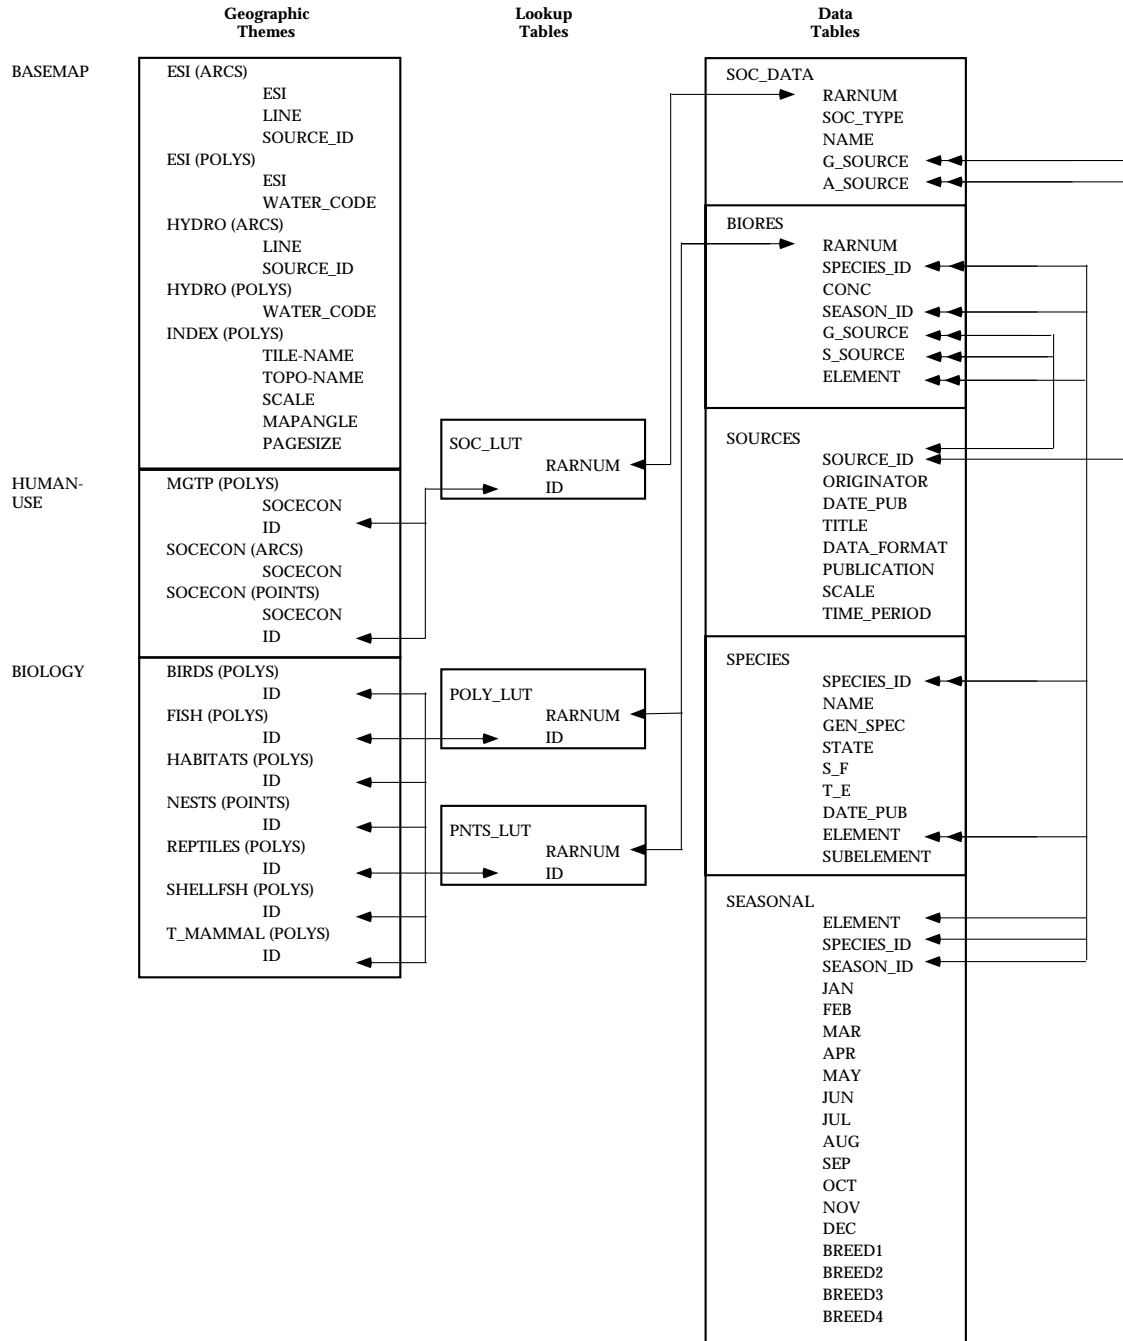 Geographic
Themes
Lookup
Tables
Data
Tables
BASEMAP
ESI (ARCS)
ESI
LINE
SOURCE_ID
ESI (POLYS)
ESI
WATER_CODE
HYDRO (ARCS)
LINE
SOURCE_ID
HYDRO (POLYS)
WATER_CODE
INDEX (POLYS)
TILE-NAME
TOPO-NAME
SCALE
MAPANGLE
PAGESIZE
HUMAN-
USE
MGTP (POLYS)
SOCECON
ID
SOCECON (ARCS)
SOCECON
SOCECON (POINTS)
SOCECON
ID
BIOLOGY
BIRDS (POLYS)
ID
FISH (POLYS)
ID
HABITATS (POLYS)
ID
NESTS (POINTS)
ID
REPTILES (POLYS)
ID
SHELLFSH (POLYS)
ID
T_MAMMAL (POLYS)
ID
SOC_LUT
RARNUM
ID
POLY_LUT
RARNUM
ID
PNTS_LUT
RARNUM
ID
SOC_DATA
RARNUM
SOC_TYPE
NAME
G_SOURCE
A_SOURCE
BIORES
RARNUM
SPECIES_ID
CONC
SEASON_ID
G_SOURCE
S_SOURCE
ELEMENT
SOURCES
SOURCE_ID
ORIGINATOR
DATE_PUB
TITLE
DATA_FORMAT
PUBLICATION
SCALE
TIME_PERIOD
SPECIES
SPECIES_ID
NAME
GEN_SPEC
STATE
S_F
T_E
DATE_PUB
ELEMENT
SUBELEMENT
SEASONAL
ELEMENT
SPECIES_ID
SEASON_ID
JAN
FEB
MAR
APR
MAY
JUN
JUL
AUG
SEP
OCT
NOV
DEC
BREED1
BREED2
BREED3
BREED4